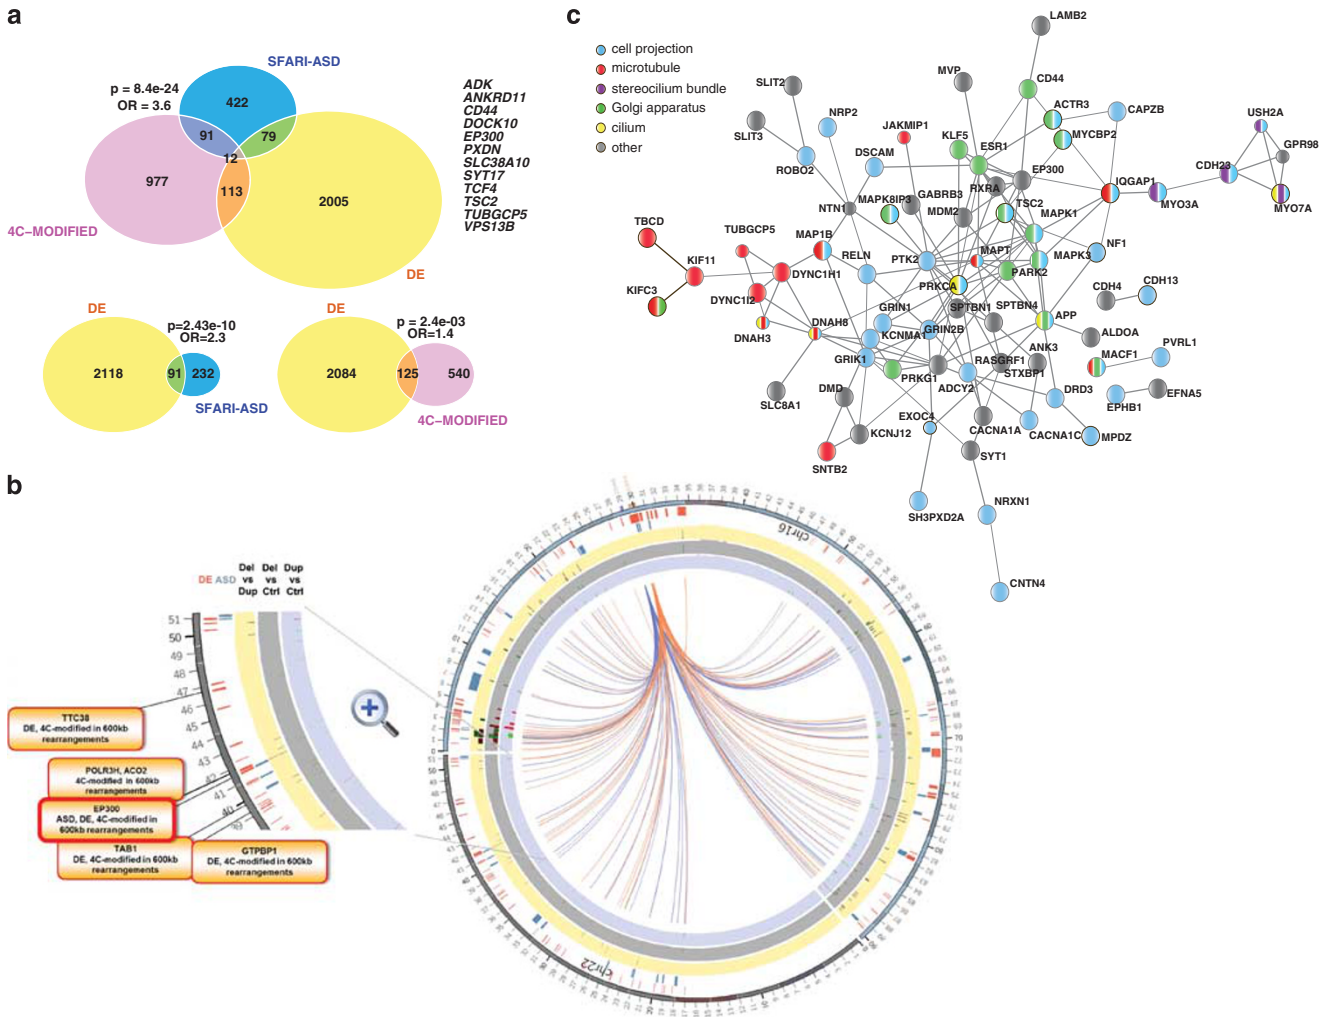 a
SFARI-ASD
p = 8.4e-24
OR = 3.6
422
91
79
12
977
113
2005
4C−MODIFIED
DE
ADK
ANKRD11
CD44
DOCK10
EP300
PXDN
SLC38A10
SYT17
TCF4
TSC2
TUBGCP5
VPS13B
DE
p=2.43e-10
OR=2.3
2118
91
232
SFARI-ASD
DE
p = 2.4e-03
OR=1.4
2084
125
540
4C-MODIFIED
b
DE ASD
Del vs Dup
Del vs Ctrl
Dup vs Ctrl
51
50
49
48
47
46
45
44
43
42
41
40
TTC38
DE, 4C-modified in 600kb
rearrangements
POLR3H, ACO2
4C-modified in 600kb
rearrangements
EP300
ASD, DE, 4C-modified in
600kb rearrangements
TAB1
DE, 4C-modified in 600kb
rearrangements
GTPBP1
DE, 4C-modified in 600kb
rearrangements
chr16
chr22
c
cell projection
microtubule
stereocilium bundle
Golgi apparatus
cilium
other
LAMB2
MVP
CD44
SLIT2
SLIT3
NRP2
ROBO2
JAKMIP1
DSCAM
KLF5
ESR1
ACTR3
MYCBP2
CAPZB
USH2A
GPR98
CDH23
MYO7A
MYO3A
IQGAP1
EP300
RXRA
GABRB3
MAPK8IP3
MDM2
TSC2
MAPK1
NTN1
TBCD
KIF11
KIFC3
TUBGCP5
MAP1B
DYNC1H1
DYNC1I2
DNAH3
DNAH8
RELN
PTK2
MAPT
PARK2
MAPK3
NF1
PRKCA
CDH4
CDH13
SPTBN1
SPTBN4
APP
ALDOA
GRIN1
KCNMA1
GRIN2B
GRIK1
PRKG1
ADCY2
RASGRF1
STXBP1
ANK3
MACF1
PVRL1
DRD3
EPHB1
EFNA5
SLC8A1
DMD
KCNJ12
SNTB2
EXOC4
CACNA1A
CACNA1C
MPDZ
SYT1
SH3PXD2A
NRXN1
CNTN4